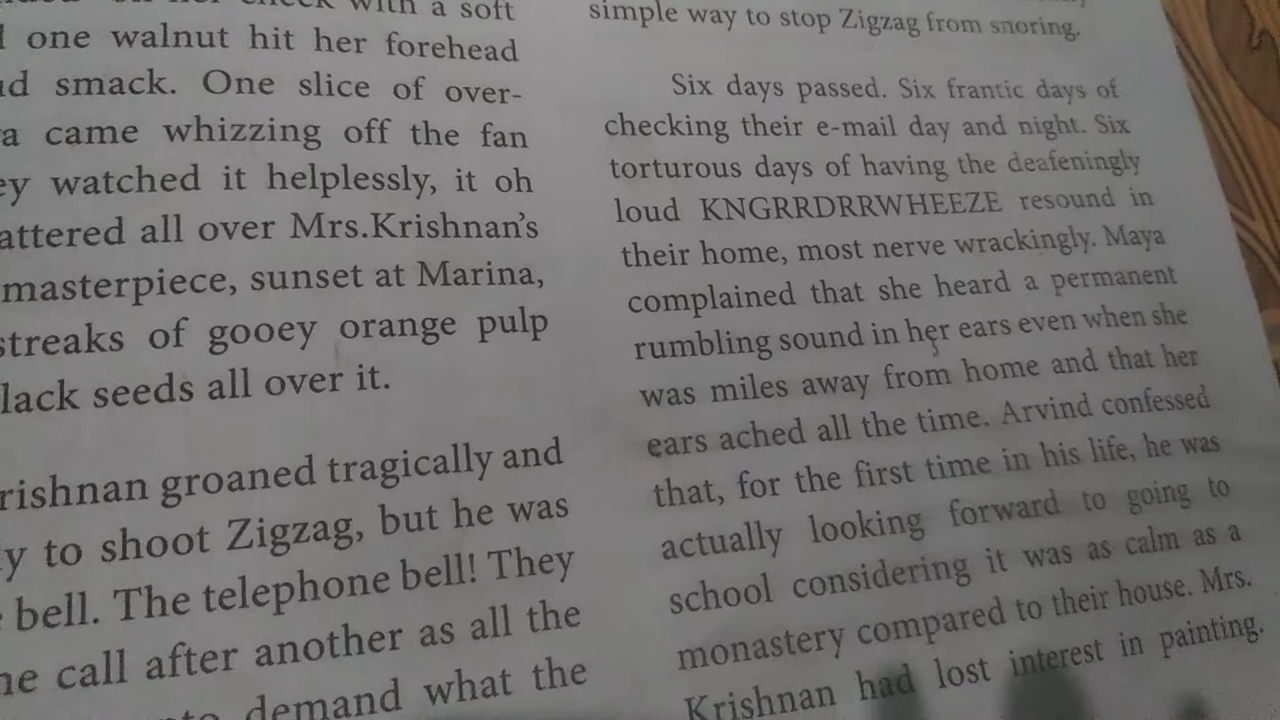 with a soft
one walnut hit her forehead
smack. One slice of over-
a came whizzing off the fan
watched it helplessly, it oh
all over Mrs.Krishnan's
masterpiece, sunset at Marina,
streaks of gooey orange pulp
lack seeds all over it.
rishnan groaned tragically and
y to shoot Zigzag, but he was
bell. The telephone bell! They
call after another as all the
demand what the
simple way to stop Zigzag from snoring.
Six days passed. Six frantic days of
checking their e-mail day and night. Six
torturous days of having the deafeningly
loud KNGRRDRRWHEEZE resound in
their home, most nerve wrackingly. Maya
complained that she heard a permanent
rumbling sound in her ears even when she
was miles away from home and that her
ears ached all the time. Arvind confessed
that, for the first time in his life, he was
actually looking forward to going to
school considering it was as calm as a
monastery compared to their house. Mrs.
Krishnan had lost interest in painting.